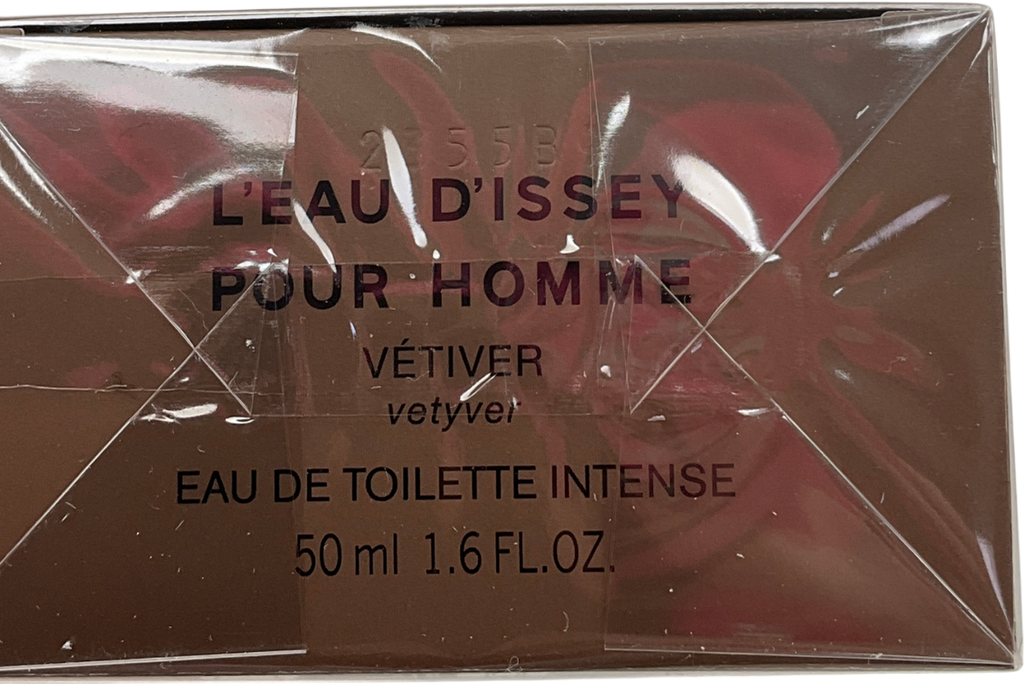 L'EAU D'ISSEY
POUR HOMME
VÉTIVER
vetyver
EAU DE TOILETTE INTENSE
50 ml 1.6 FL.OZ.